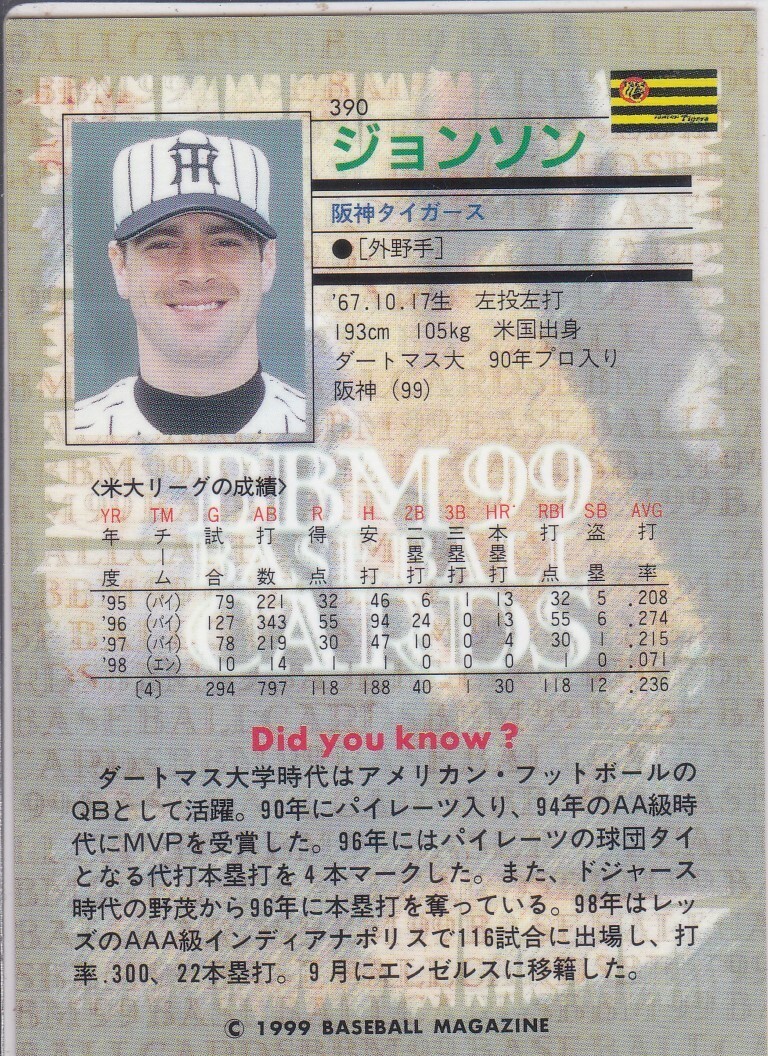 390
ジョンソン
阪神タイガース
●[外野手]
'67.10.17生 左投左打
193cm 105kg 米国出身
ダートマス大 90年プロ入り
阪神（99）
BBM 99
BASEBALL
CARDS
〈米大リーグの成績〉
YR TM G AB R H 2B 3B HR RBI SB AVG
年度 チーム 試合 打数 得点 安打 二塁打 三塁打 本塁打 打点 盗塁 打率
'95 (パイ) 79 221 32 46 6 1 13 32 5 .208
'96 (パイ) 127 343 55 94 24 0 13 55 6 .274
'97 (パイ) 78 219 30 47 10 0 4 30 1 .215
'98 (エン) 10 14 1 1 0 0 0 1 0 .071
〔4〕 294 797 118 188 40 1 30 118 12 .236
Did you know?
ダートマス大学時代はアメリカン・フットボールの
QBとして活躍。90年にパイレーツ入り、94年のAA級時
代にMVPを受賞した。96年にはパイレーツの球団タイ
となる代打本塁打を4本マークした。また、ドジャース
時代の野茂から96年に本塁打を奪っている。98年はレッ
ズのAAA級インディアナポリスで116試合に出場し、打
率.300、22本塁打。9月にエンゼルスに移籍した。
© 1999 BASEBALL MAGAZINE